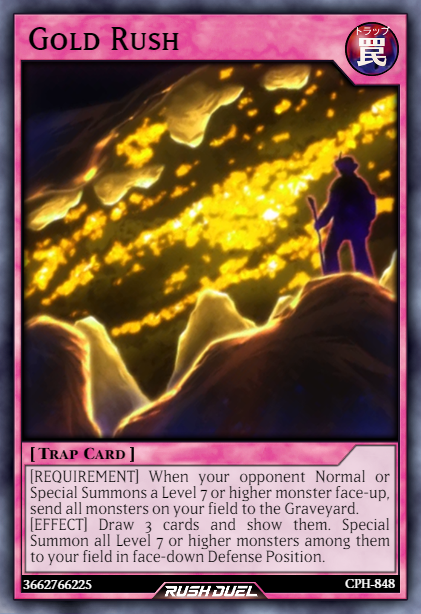 Gold Rush
トラップ
罠
[Trap Card]
[REQUIREMENT] When your opponent Normal or
Special Summons a Level 7 or higher monster face-up,
send all monsters on your field to the Graveyard.
[EFFECT] Draw 3 cards and show them. Special
Summon all Level 7 or higher monsters among them
to your field in face-down Defense Position.
3662766225
RUSH DUEL
CPH-848